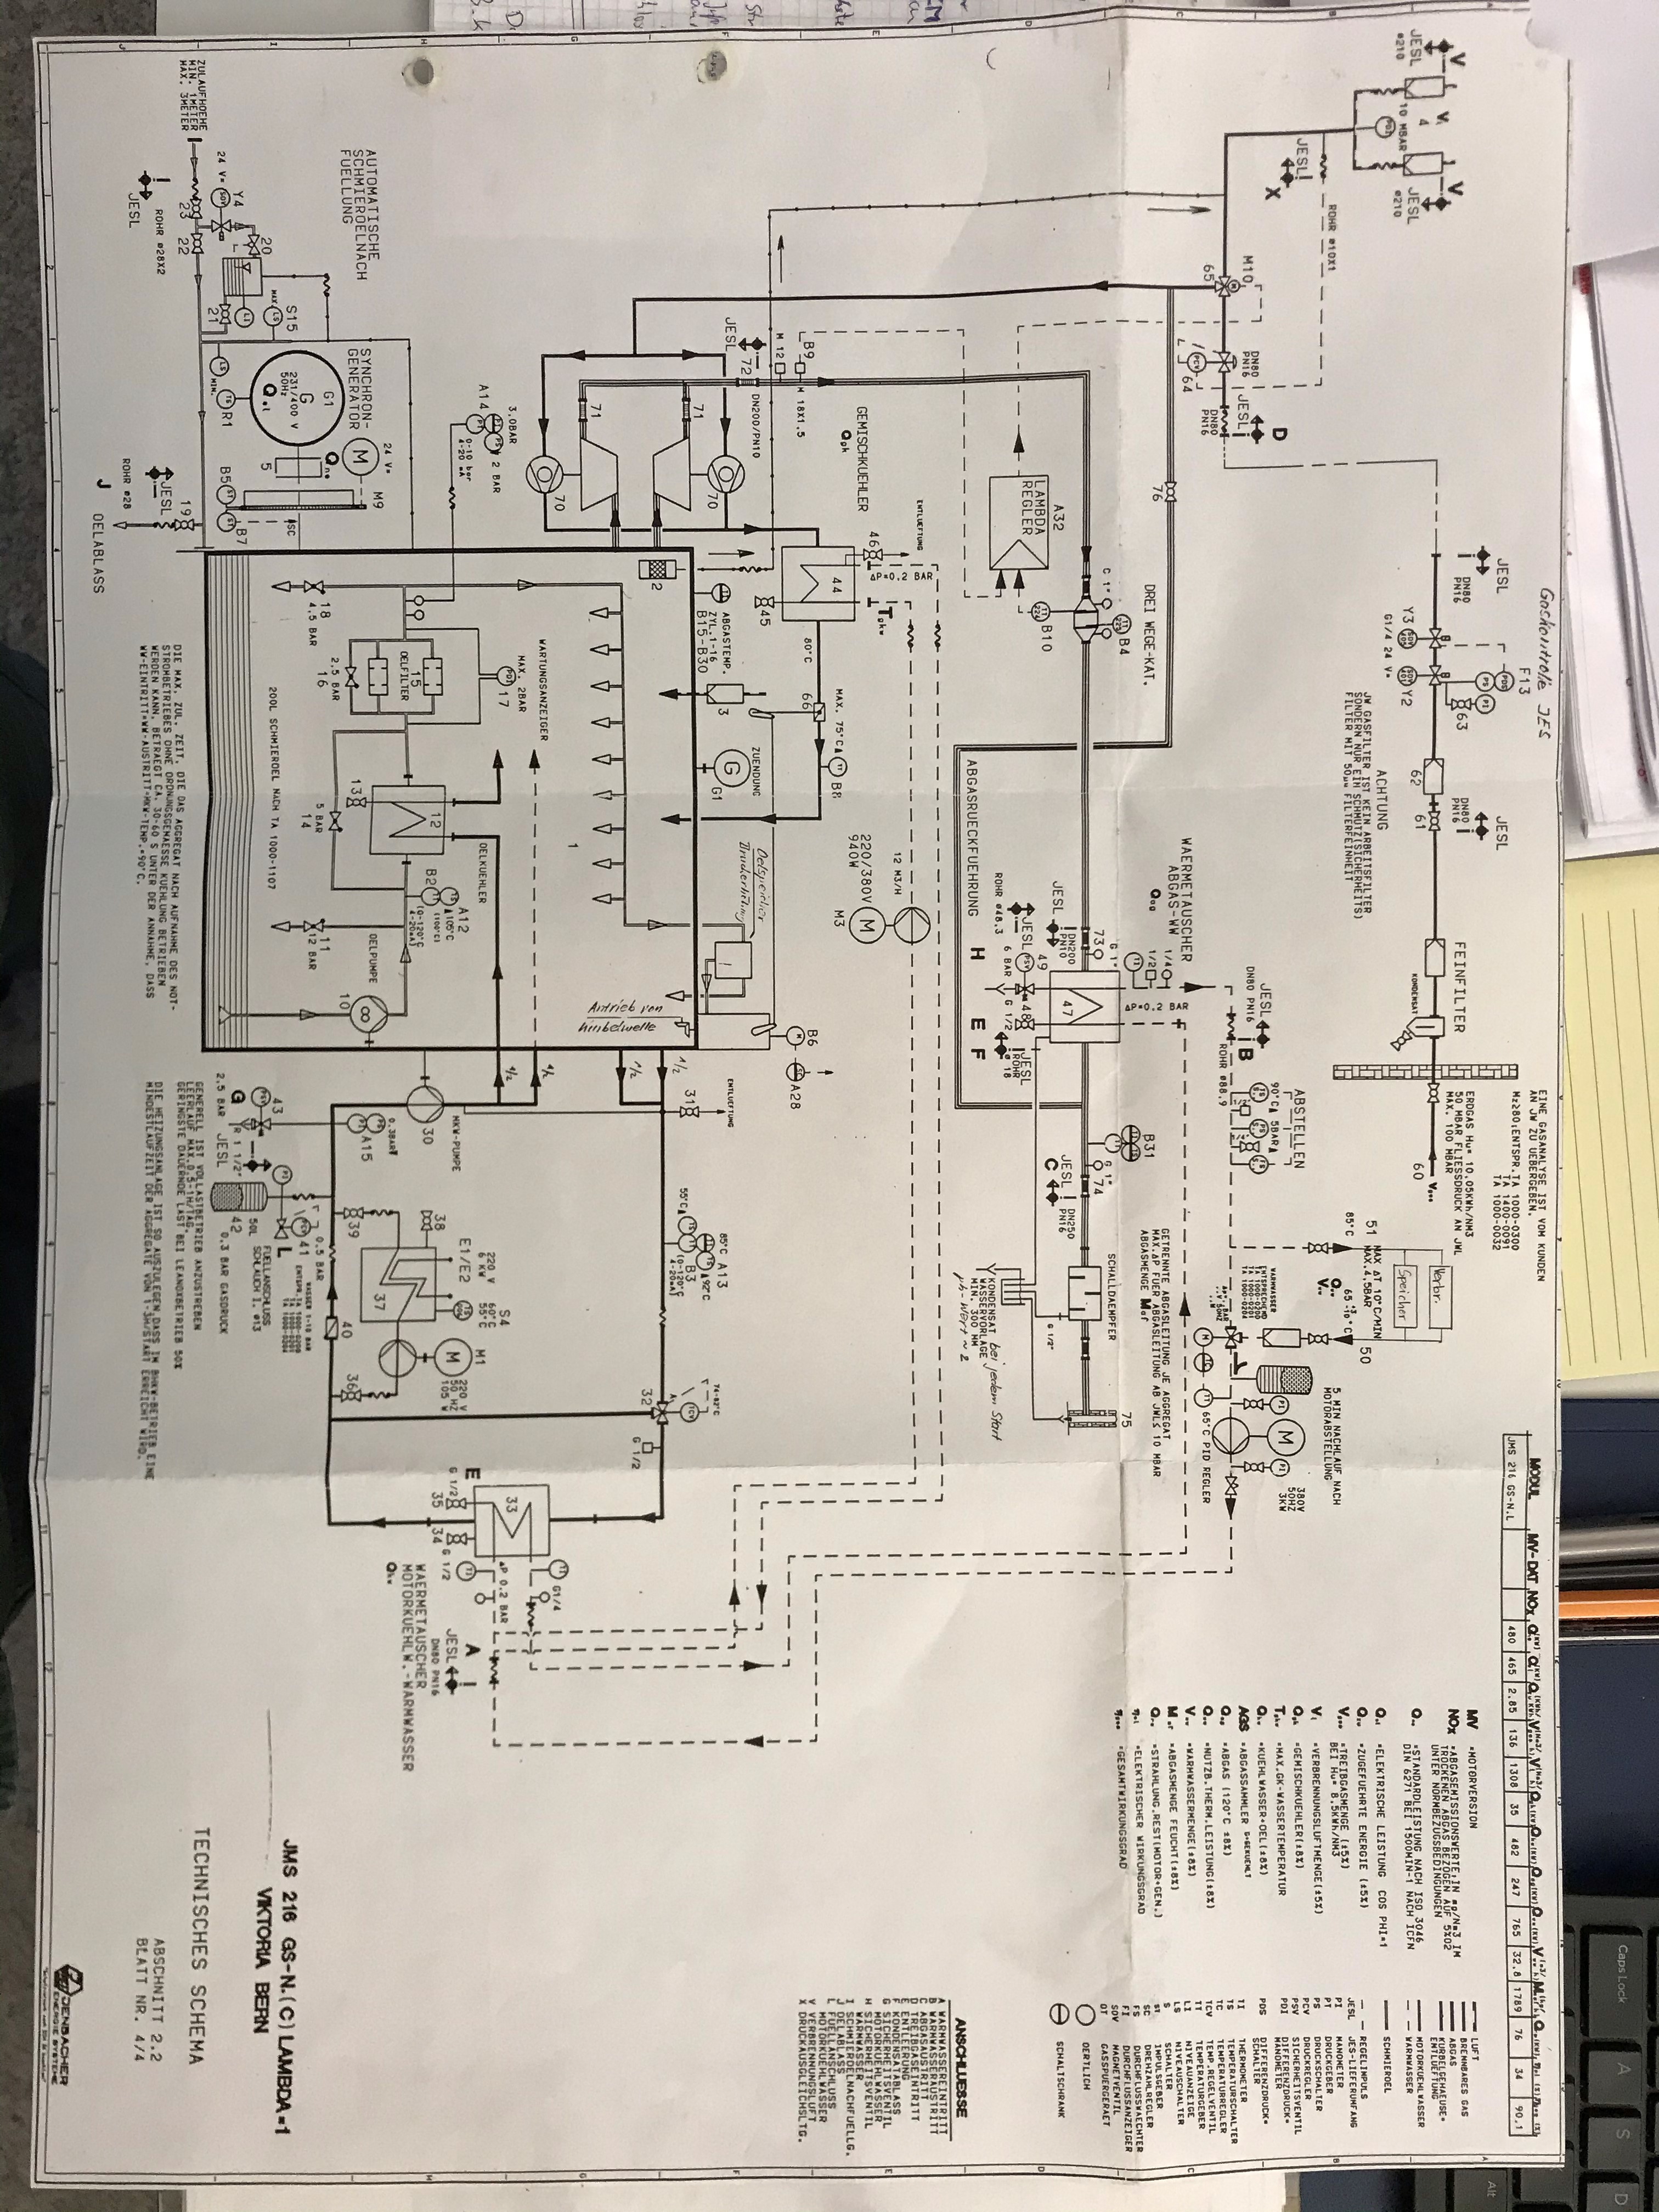 Caps Lock
A
S
D
Alt
Gaskontrolle JES
F13
PDS
PS
PI
63
JESL
DN80
PN16
JESL
DN80
PN16
Y3
Y2
G1/4 24 V=
62
61
FEINFILTER
KONDENSAT
60
ACHTUNG
JW GASFILTER IST KEIN ARBEITSFILTER
SONDERN NUR EIN SCHMUTZ(SICHERHEITS)
FILTER MIT 50µm FILTERFEINHEIT
EINE GASANALYSE IST VOM KUNDEN
AN JW ZU UEBERGEBEN.
Mz≥80:ENTSPR.TA 1000-0300
TA 1400-0091
TA 1000-0032
ERDGAS Hu= 10,05KWh/NM3
50 MBAR FLIESSDRUCK AN JWL
MAX. 100 MBAR
Verbr.
Speicher
MAX ΔT 10°C/MIN
MAX.4,5BAR
51
50
85°C
5 MIN NACHLAUF NACH
MOTORABSTELLUNG
380V
50HZ
3KW
WARMWASSER
ENTSPRECHEND
TA 1000-0200
TA 1000-0201
TA 1000-0204
65°C PID REGLER
MODUL
MV-DAT
NOx
JMS 216 GS-N.L
480
465
2.85
136
1308
35
482
247
765
32.8
1789
76
34
90.1
MV =MOTORVERSION
NOx =ABGASEMISSIONSWERTE;IN mg/Nm3 IM
TROCKENEN ABGAS BEZOGEN AUF 5%O2
UNTER NORMBEZUGSBEDINGUNGEN
=STANDARDLEISTUNG NACH ISO 3046
DIN 6271 BEI 1500MIN-1 NACH ICFN
=ELEKTRISCHE LEISTUNG COS PHI=1
=ZUGEFUEHRTE ENERGIE (±5%)
=TREIBGASMENGE (±5%)
BEI Hu= 8,5KWh/NM3
=VERBRENNUNGSLUFTMENGE(±5%)
Qgk =GEMISCHKUEHLER(±8%)
Tgkw =MAX.GK-WASSERTEMPERATUR
=KUEHLWASSER+OEL(±8%)
AGS =ABGASSAMMLER G=GEKUEHLT
=ABGAS (120°C ±8%)
=NUTZB.THERM.LEISTUNG(±8%)
=WARMWASSERMENGE(±8%)
=ABGASMENGE FEUCHT(±8%)
=STRAHLUNG.REST(MOTOR+GEN.)
=ELEKTRISCHER WIRKUNGSGRAD
=GESAMTWIRKUNGSGRAD
LUFT
BRENNBARES GAS
ABGAS
KURBELGEHAEUSE-
ENTLUEFTUNG
MOTORKUEHLWASSER
WARMWASSER
SCHMIEROEL
REGELIMPULS
JESL JES-LIEFERUMFANG
PI MANOMETER
PT DRUCKGEBER
PS DRUCKSCHALTER
PCV DRUCKREGLER
PSV SICHERHEITSVENTIL
PDI DIFFERENZDRUCK-
MANOMETER
PDS DIFFERENZDRUCK-
SCHALTER
TI THERMOMETER
TS TEMPERATURSCHALTER
TC TEMPERATURREGLER
TCV TEMP.REGELVENTIL
TT TEMPERATURGEBER
LI NIVEAUANZEIGE
LS NIVEAUSCHALTER
S SCHALTER
ST IMPULSGEBER
SC DREHZAHLREGLER
FS DURCHFLUSSWAECHTER
FI DURCHFLUSSANZEIGER
SOV MAGNETVENTIL
QT GASSPUERGERAET
OERTLICH
SCHALTSCHRANK
V
JESL
ø210
4
10 MBAR
PDI
V
JESL
ø210
ROHR ø10X1
JESL
X
D
M10
65
DN80
PN16
JESL
DN80
PN16
PCV
64
76
DREI WEGE-KAT.
B4
B10
A32
LAMBDA
REGLER
WAERMETAUSCHER
ABGAS-WW
ΔP=0.2 BAR
ABSTELLEN
90°C
5BAR
JESL
DN80 PN16
B
ROHR ø88.9
GETRENNTE ABGASLEITUNG JE AGGREGAT
MAX.ΔP FUER ABGASLEITUNG AB JWL≤ 10 MBAR
ABGASMENGE
B31
74
SCHALLDAEMPFER
75
73
DN200
PN10
JESL
47
JESL
C
DN250
PN16
G 1/2"
49
JESL
PSV
48
6 BAR
G 1/2
ROHR ø48,3
JESL
ROHR
ø 18
H
E
F
KONDENSAT bei jedem Start
WASSERVORLAGE
MIN. 300 MM
ph-Wert ~ 2
ABGASRUECKFUEHRUNG
ANSCHLUESSE
A WARMWASSEREINTRITT
B WARMWASSERAUSTRITT
C ABGASAUSTRITT
D TREIBGASEINTRITT
E ENTLEERUNG
F KONDENSATABLASS
G SICHERHEITSVENTIL
MOTORKUEHLWASSER
H SICHERHEITSVENTIL
WARMWASSER
I SCHMIEROELNACHFUELLG.
J OELABLASS
L FUELLANSCHLUSS
MOTORKUEHLWASSER
V VERBRENNUNGSLUFT
X DRUCKAUSGLEICHSLTG.
ENTLUEFTUNG
46
ΔP=0.2 BAR
Tgkw
12 M3/H
220/380V
940W
M
M3
GEMISCHKUEHLER
Qgk
44
80°C
MAX. 75°C
B8
66
45
B9
M 18X1.5
M 12
72
DN200/PN10
JESL
70
71
71
70
ABGASTEMP.
ZYL.1-16
B15-B30
3
ZUENDUNG
G
G1
Oelspeicher
Druckerhöhung
B6
A28
2
Antrieb von
Kurbelwelle
1
ENTLUEFTUNG
31
1/2
1/2
85°C A13
92°C
55°C
B3
(0-120°C
4-20mA)
74-82°C
TCV
32
G 1/2
WARTUNGSANZEIGER
MAX. 2BAR
PDI
17
OELKUEHLER
3.0BAR
2 BAR
A14
0-10 bar
4-20 mA
15
OELFILTER
2.5 BAR
16
12
13
5 BAR
14
A12
105°C
(100°C)
B2
(0-120°C
4-20mA)
OELPUMPE
10
11
12 BAR
18
4,5 BAR
200L SCHMIEROEL NACH TA 1000-1107
MKW-PUMPE
30
0.3BAR
A15
S4
60°C
55°C
220 V
6 KW
E1/E2
M1
M
220 V
50 HZ
105 W
38
37
39
40
36
33
G1/4
ΔP 0.2 BAR
E
G 1/2
35
34
G 1/2
A
JESL
DN80 PN16
WAERMETAUSCHER
MOTORKUEHLW.-WARMWASSER
0.5 BAR
41
WASSER 1-10 BAR
L
FUELLANSCHLUSS
SCHLAUCH I. ø13
43
G
2.5 BAR
R 1 1/2"
JESL
50L
42
0.3 BAR GASDRUCK
AUTOMATISCHE
SCHMIEROELNACH
FUELLUNG
SYNCHRON-
GENERATOR
24 V=
M
M9
G1
G
231/400 V
50Hz
5
SC
S15
MAX.
LS
LI
20
21
Y4
24 V=
SOV
23
22
LS
MIN.
TS
R1
B5
B7
ZULAUFHOEHE
MIN. 1METER
MAX. 3METER
ROHR ø28X2
JESL
19
JESL
ROHR ø28
J
OELABLASS
DIE MAX. ZUL. ZEIT, DIE DAS AGGREGAT NACH AUFNAHME DES NOT-
STROMBETRIEBES OHNE ORDNUNGSGEMAESSE KUEHLUNG BETRIEBEN
WERDEN KANN, BETRAEGT CA. 30-60 S UNTER DER ANNAHME, DASS
WW-EINTRITT=WW-AUSTRITT=MKW-TEMP.=90°C.
GENERELL IST VOLLASTBETRIEB ANZUSTREBEN
LEERLAUF MAX.0,5-1H/TAG.
GERINGSTE DAUERNDE LAST BEI LEANOXBETRIEB 50%
DIE HEIZUNGSANLAGE IST SO AUSZULEGEN,DASS IM BHKW-BETRIEB EINE
MINDESTLAUFZEIT DER AGGREGATE VON 1-3H/START ERREICHT WIRD.
JMS 216 GS-N.(C) LAMBDA=1
VIKTORIA BERN
TECHNISCHES SCHEMA
ABSCHNITT 2.2
BLATT NR. 4/4
JENBACHER
ENERGIE SYSTEME